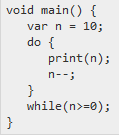 void main() {
   var n = 10;
   do {
      print(n);
      n--;
   }
   while(n>=0);
}